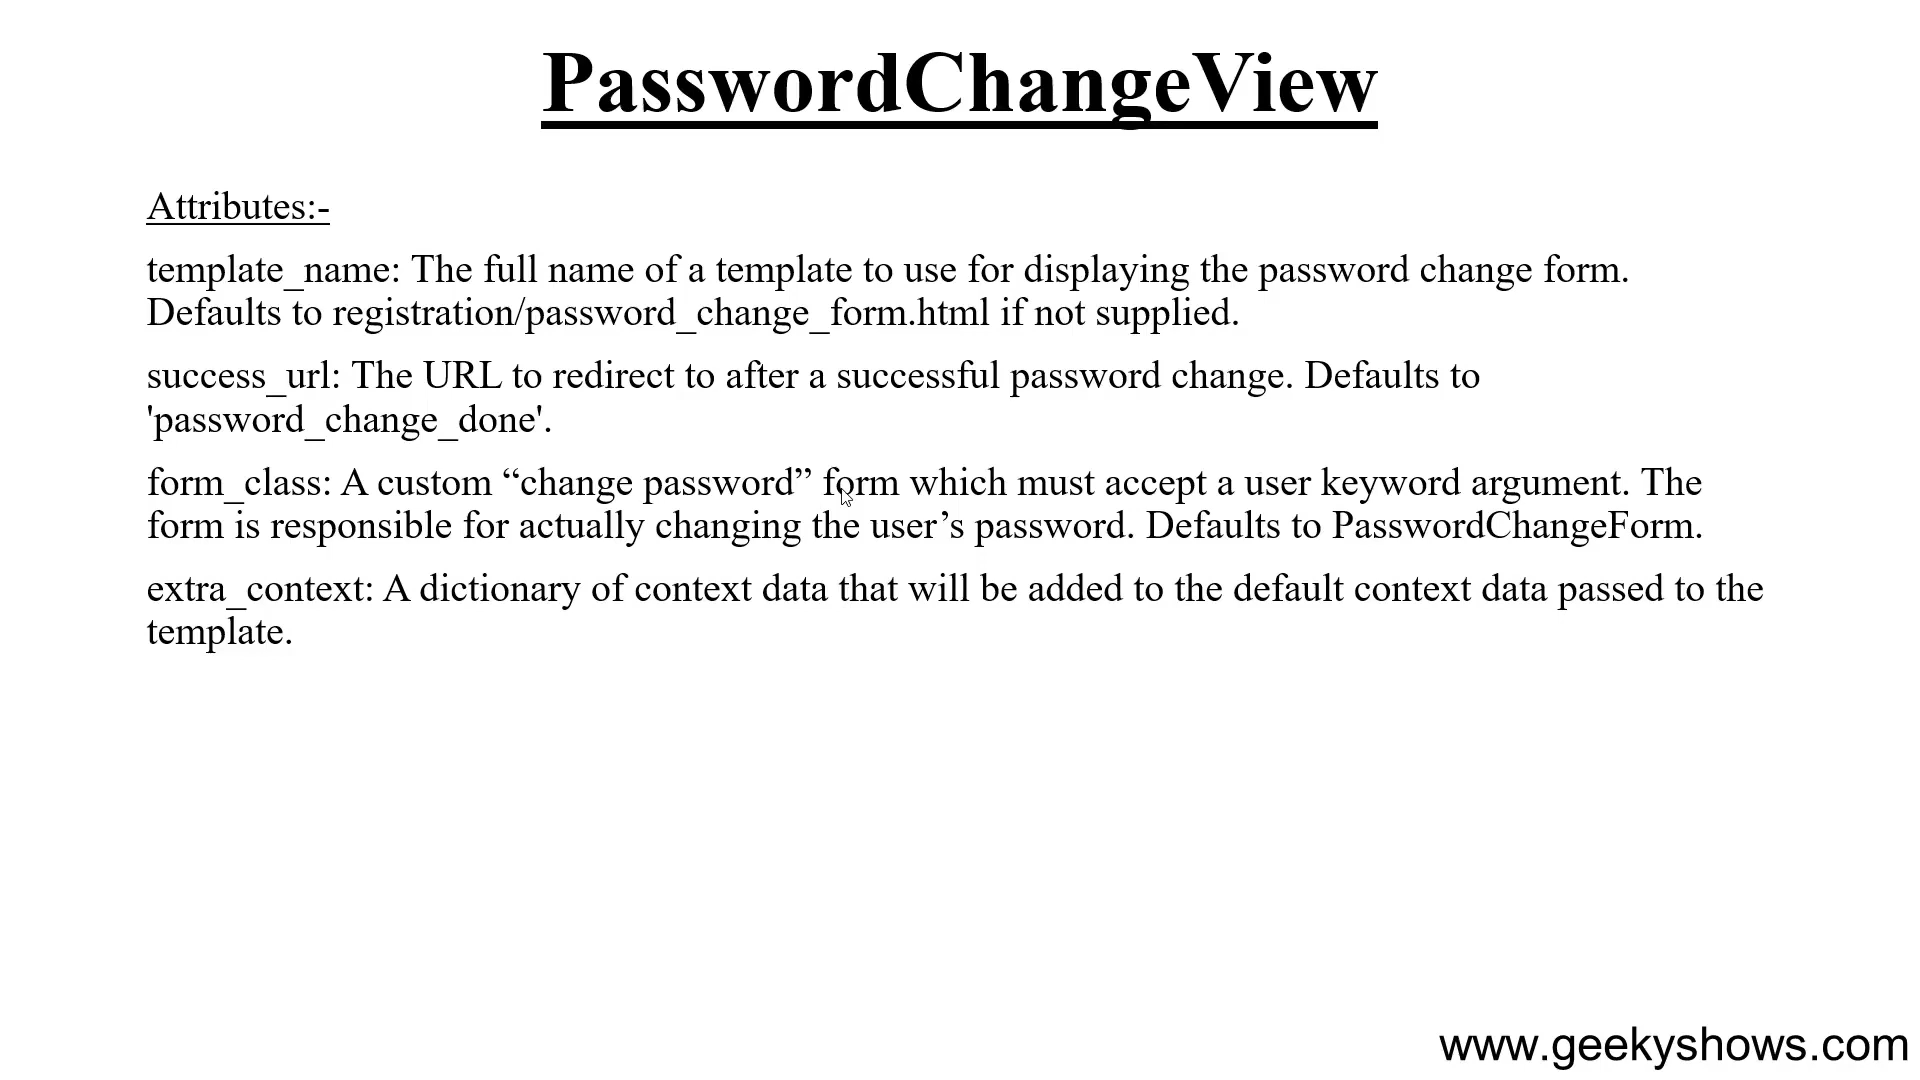 PasswordChangeView
Attributes:-
template_name: The full name of a template to use for displaying the password change form.
Defaults to registration/password_change_form.html if not supplied.
success_url: The URL to redirect to after a successful password change. Defaults to
'password_change_done'.
form_class: A custom “change password” form which must accept a user keyword argument. The
form is responsible for actually changing the user’s password. Defaults to PasswordChangeForm.
extra_context: A dictionary of context data that will be added to the default context data passed to the
template.
www.geekyshows.com